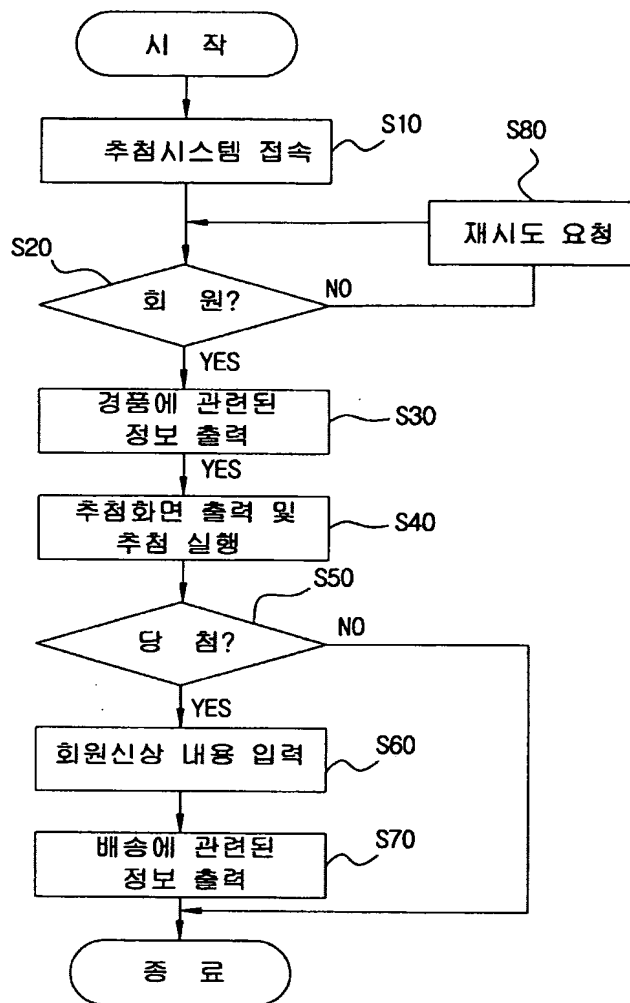 시 작
추첨시스템 접속
S10
S80
재시도 요청
S20
회 원?
NO
YES
경품에 관련된
정보 출력
S30
YES
추첨화면 출력 및
추첨 실행
S40
S50
당 첨?
NO
YES
회원신상 내용 입력
S60
배송에 관련된
정보 출력
S70
종 료